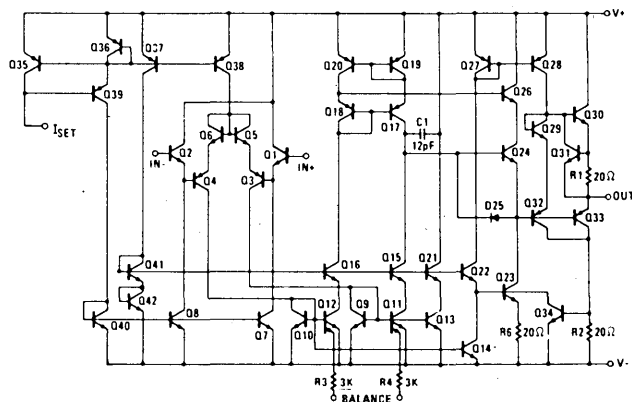 V+
Q36
Q35
Q37
Q38
Q39
ISET
Q20
Q19
Q27
Q28
Q26
Q18
Q17
C1
12pF
Q29
Q30
Q31
Q6
Q5
Q2
IN-
Q4
Q3
Q1
IN+
Q24
R1
20Ω
OUT
D25
Q32
Q33
Q41
Q42
Q40
Q8
Q7
Q16
Q15
Q21
Q22
Q23
Q10
Q12
Q9
Q11
Q13
Q14
Q34
R6
20Ω
R2
20Ω
V-
R3
3K
R4
3K
BALANCE